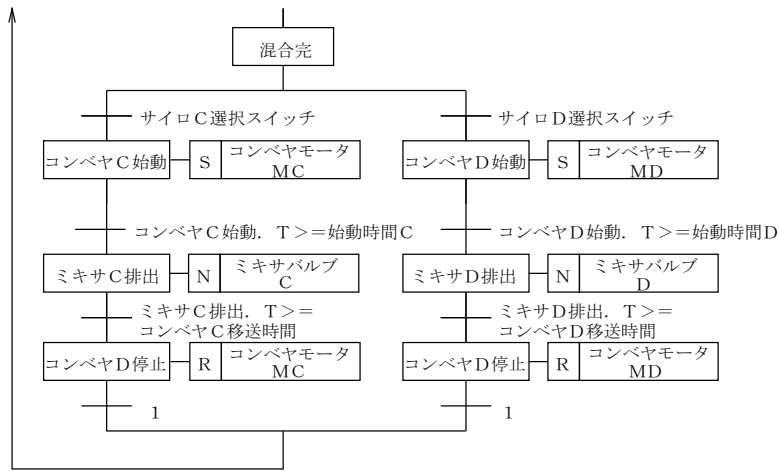 混合完
サイロC選択スイッチ
サイロD選択スイッチ
コンベヤC始動
S
コンベヤモータ
MC
コンベヤD始動
S
コンベヤモータ
MD
コンベヤC始動．T＞＝始動時間C
コンベヤD始動．T＞＝始動時間D
ミキサC排出
N
ミキサバルブ
C
ミキサD排出
N
ミキサバルブ
D
ミキサC排出．T＞＝
コンベヤC移送時間
ミキサD排出．T＞＝
コンベヤD移送時間
コンベヤD停止
R
コンベヤモータ
MC
コンベヤD停止
R
コンベヤモータ
MD
1
1